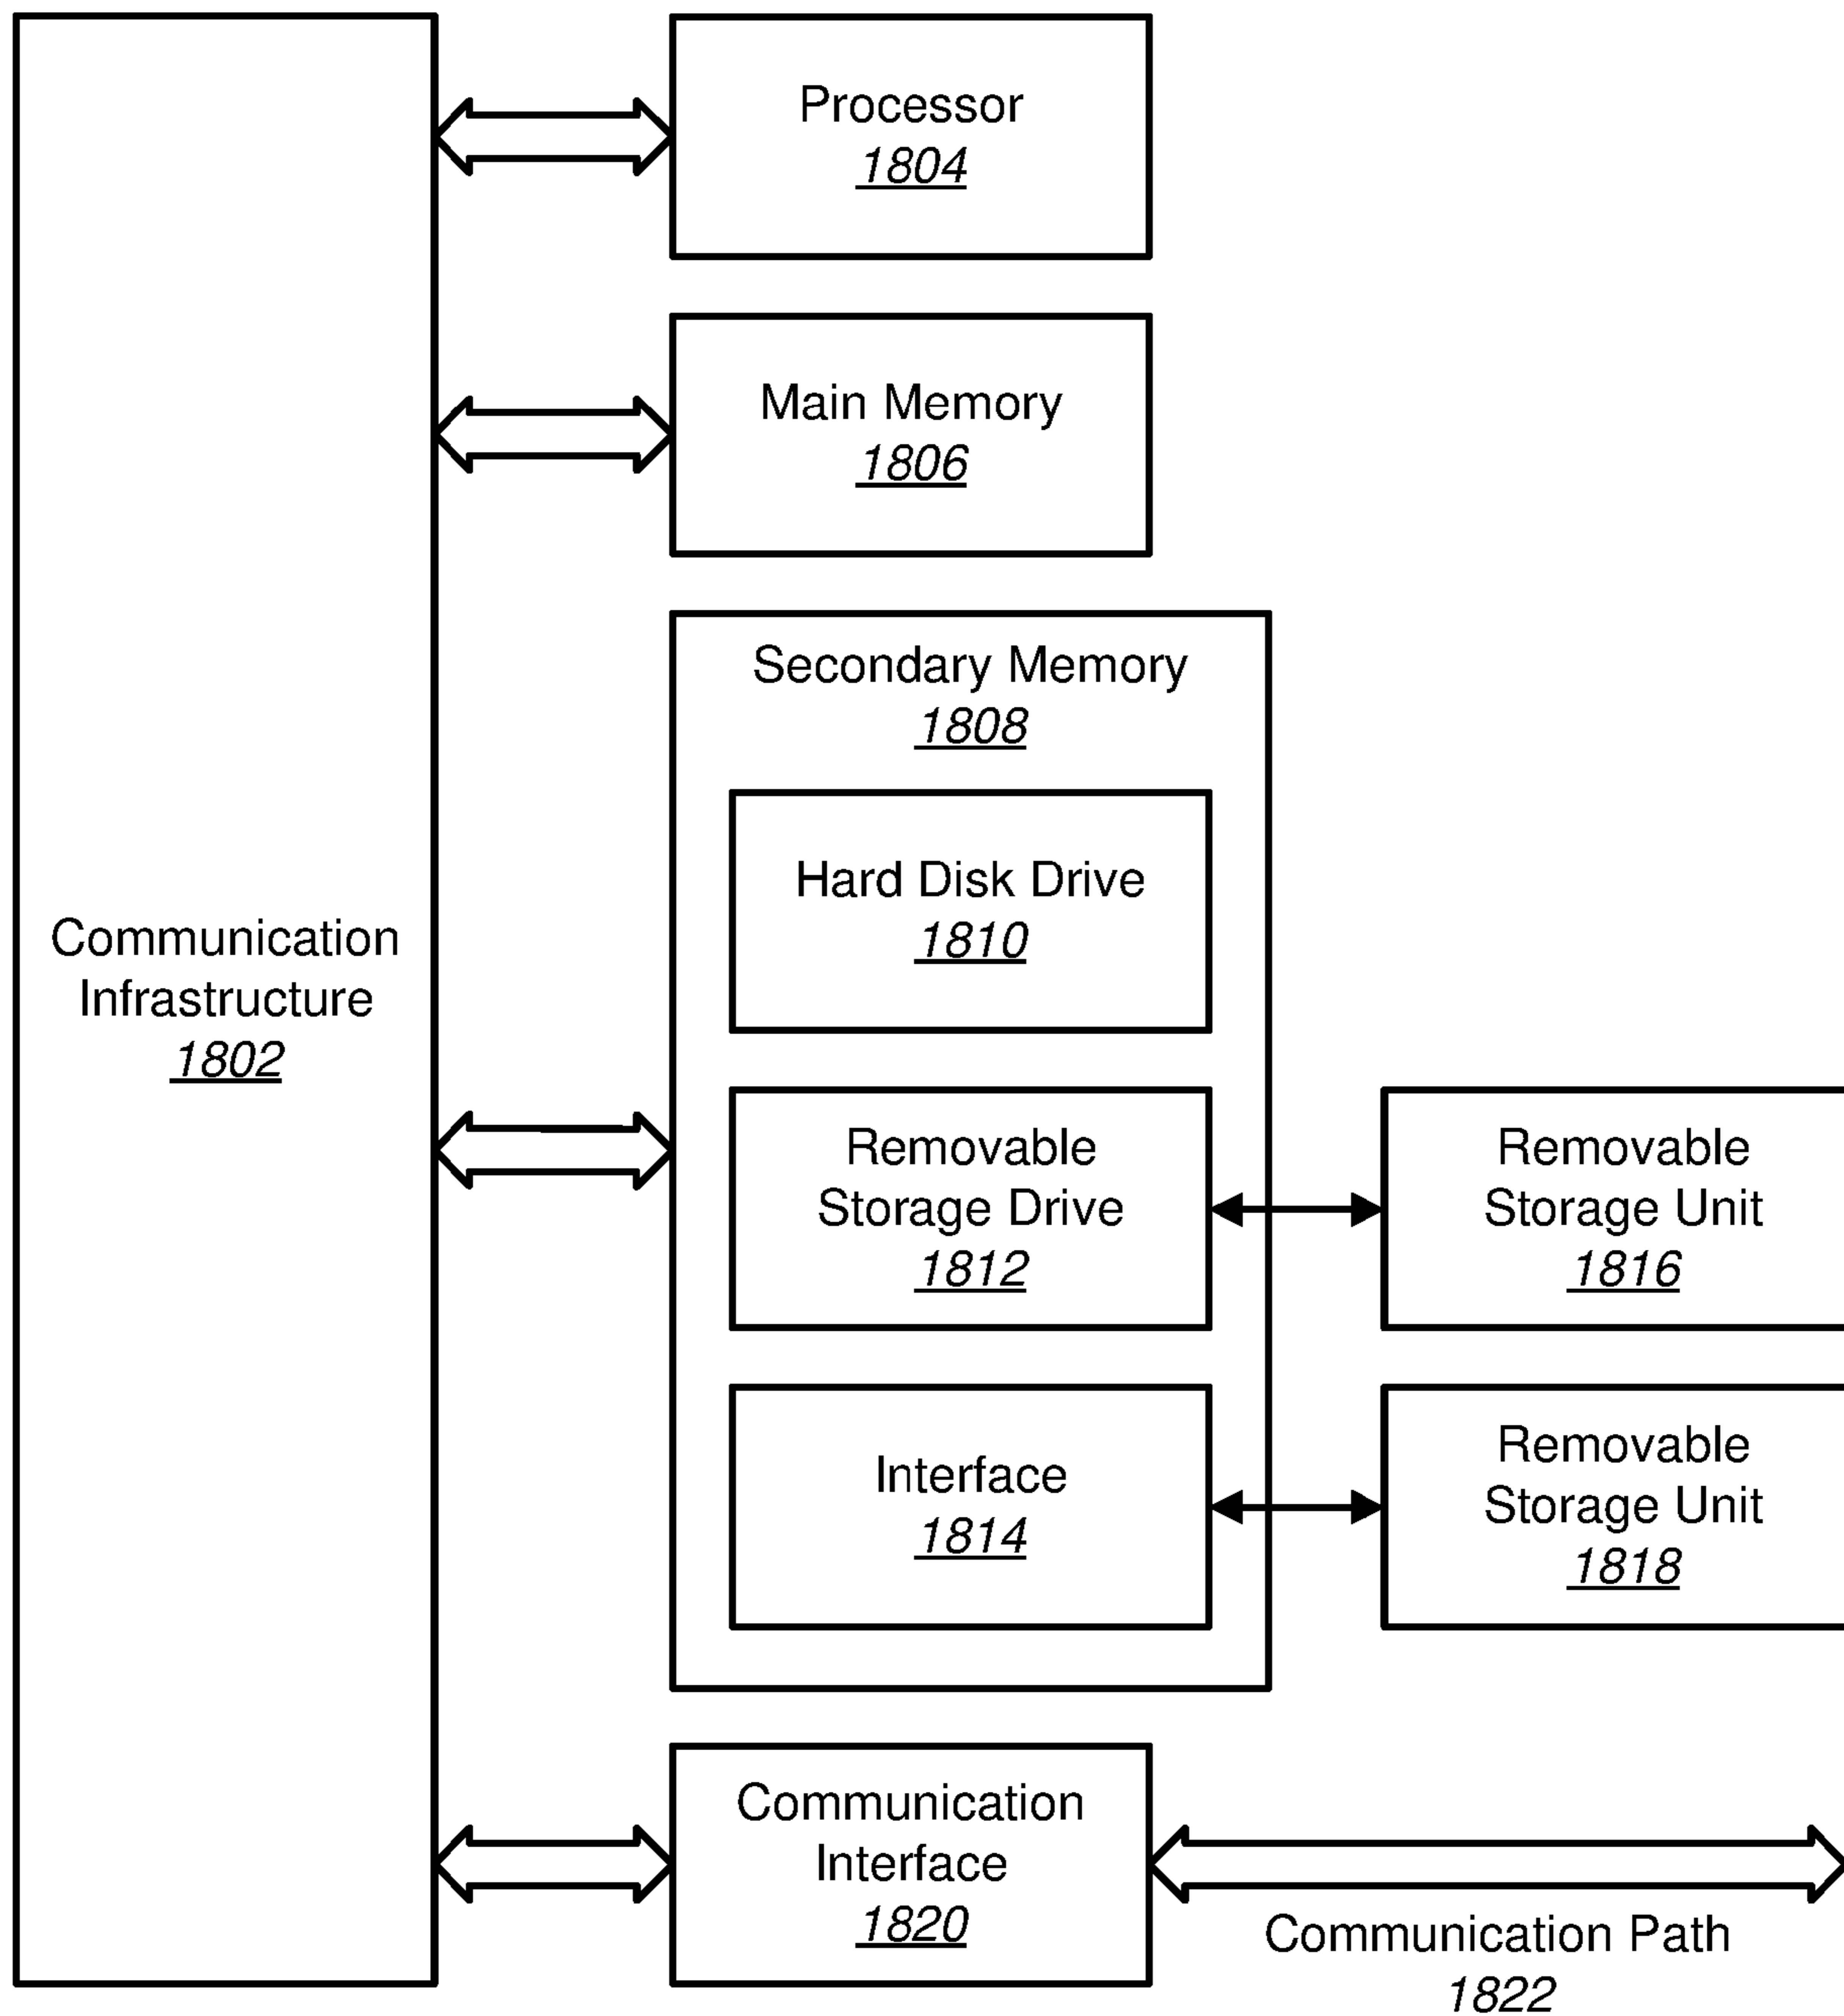 Processor
1804
Main Memory
1806
Secondary Memory
1808
Hard Disk Drive
1810
Communication
Infrastructure
1802
Removable
Storage Drive
1812
Removable
Storage Unit
1816
Interface
1814
Removable
Storage Unit
1818
Communication
Interface
1820
Communication Path
1822